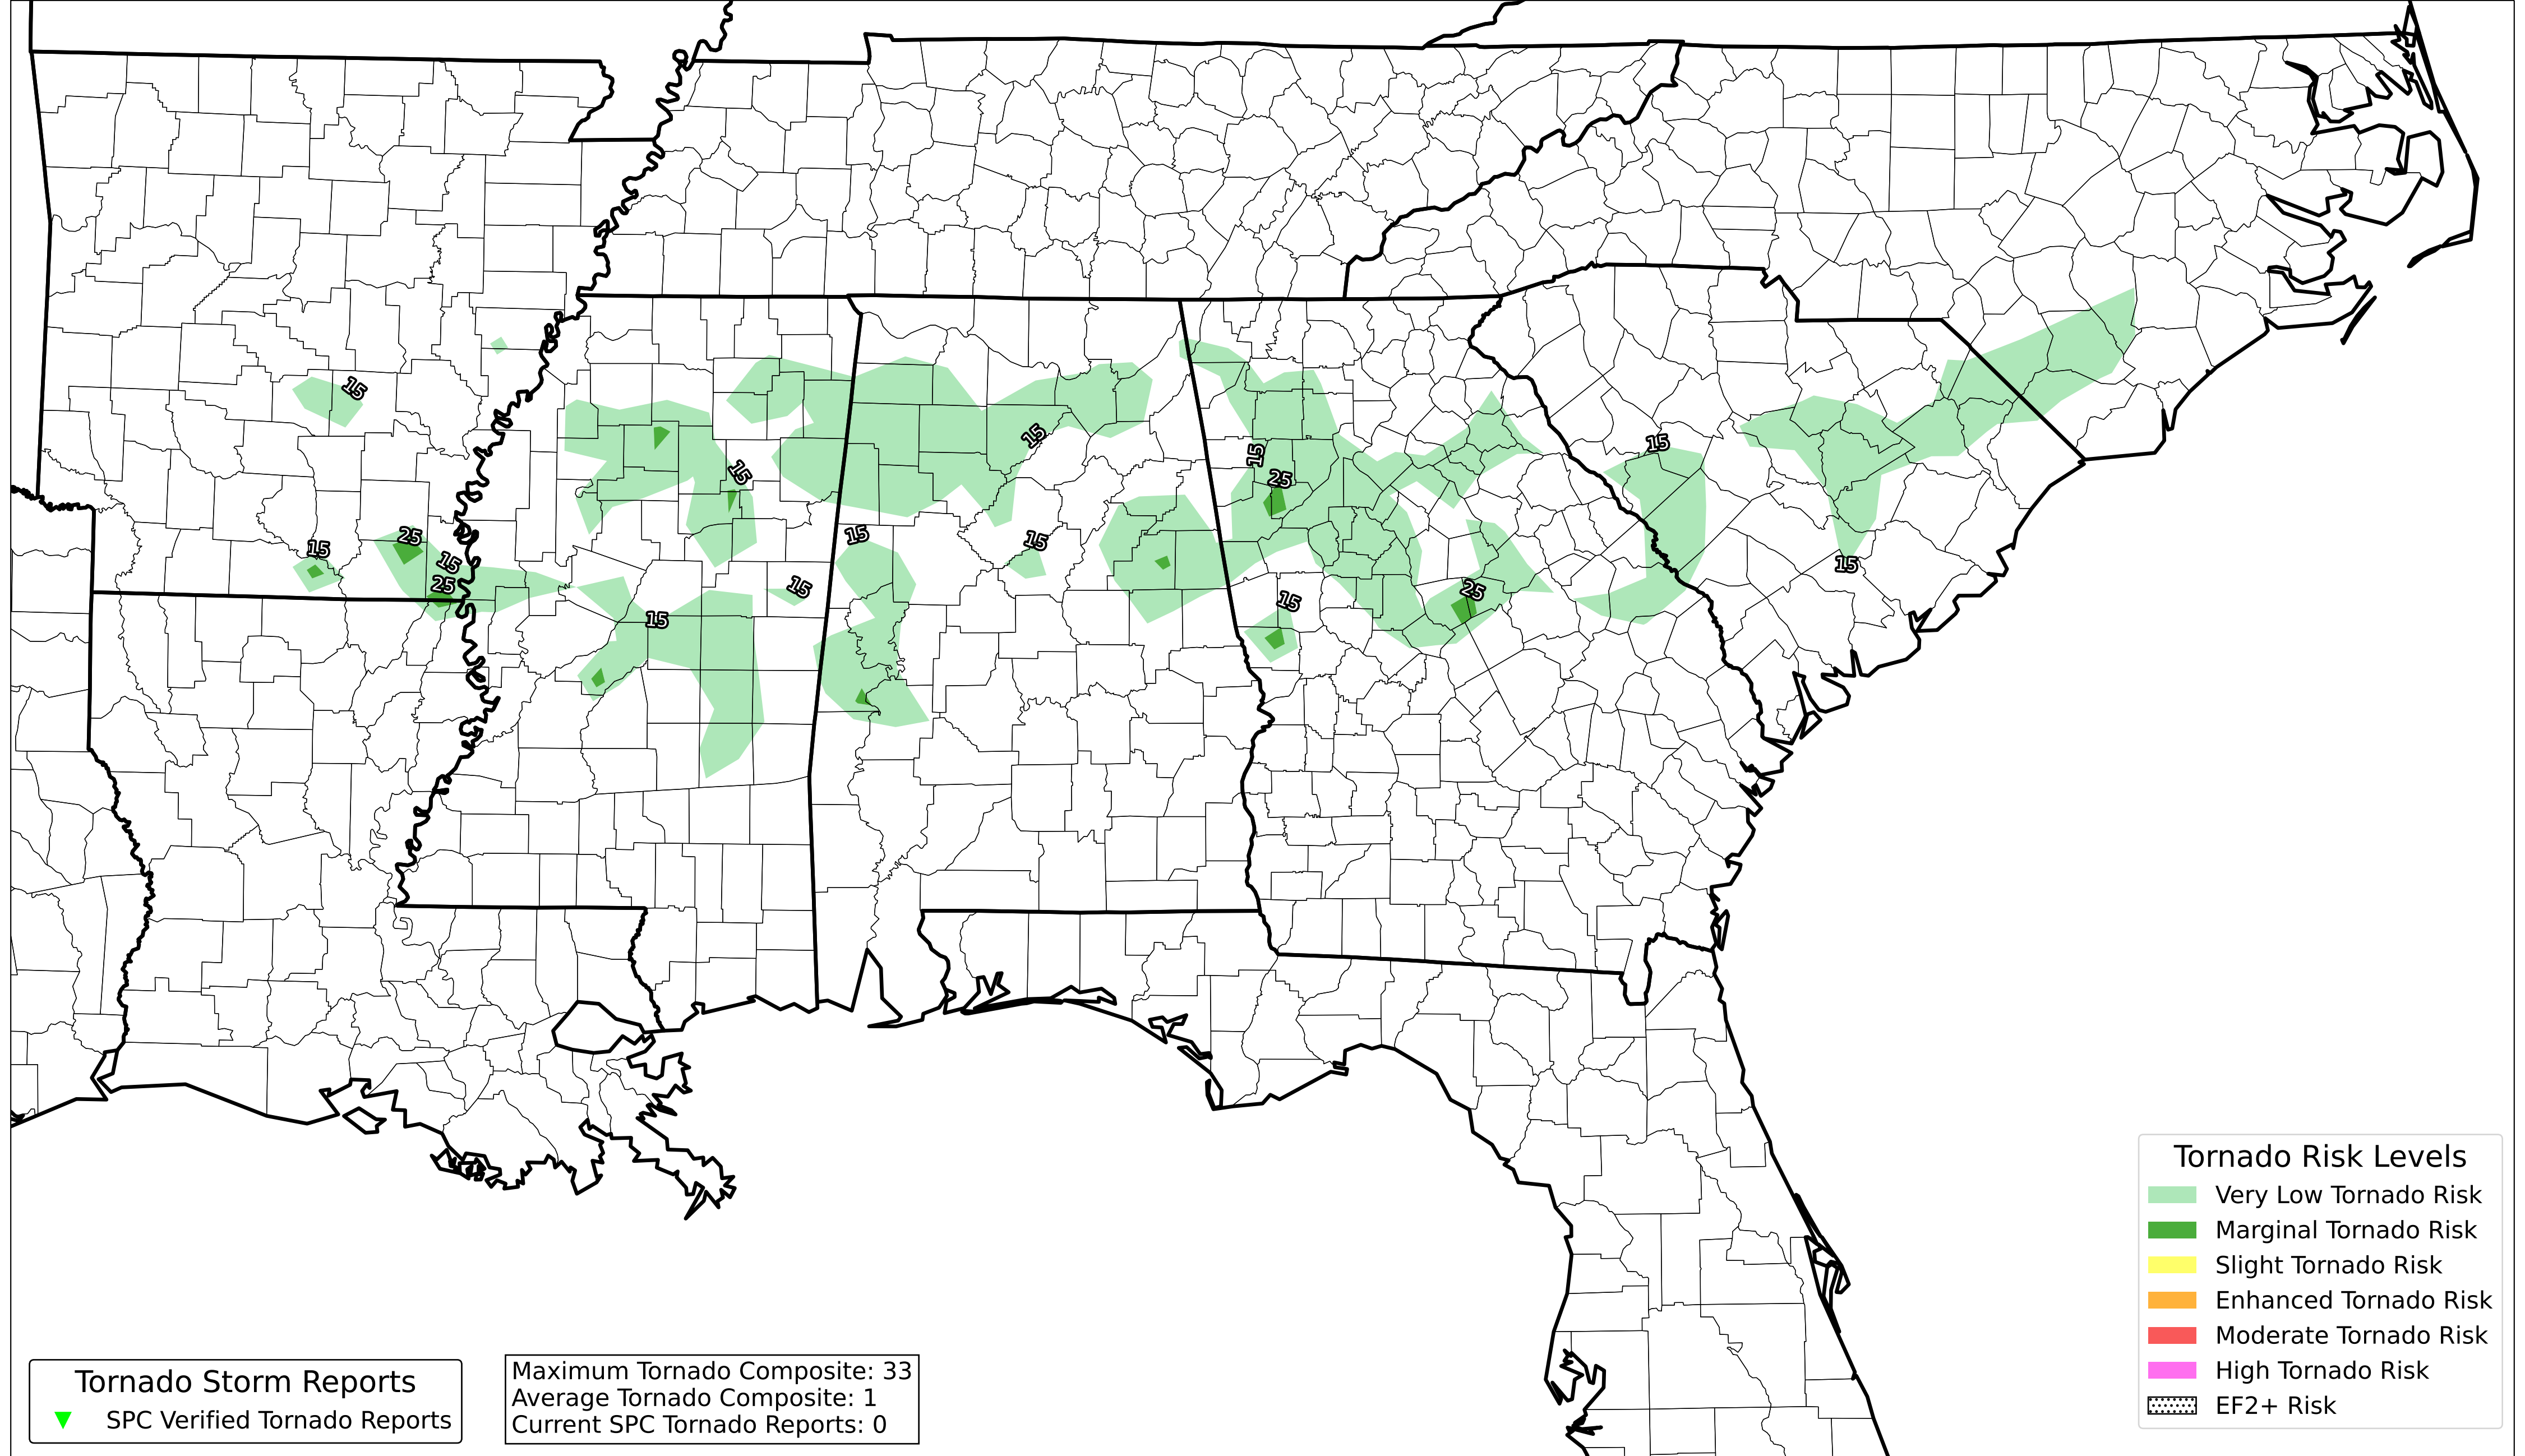 15
15
15
15
25
15
25
15
25
15
15
25
15
15
15
25
15
15
Tornado Risk Levels
Very Low Tornado Risk
Marginal Tornado Risk
Slight Tornado Risk
Enhanced Tornado Risk
Moderate Tornado Risk
High Tornado Risk
EF2+ Risk
Tornado Storm Reports
SPC Verified Tornado Reports
Maximum Tornado Composite: 33
Average Tornado Composite: 1
Current SPC Tornado Reports: 0